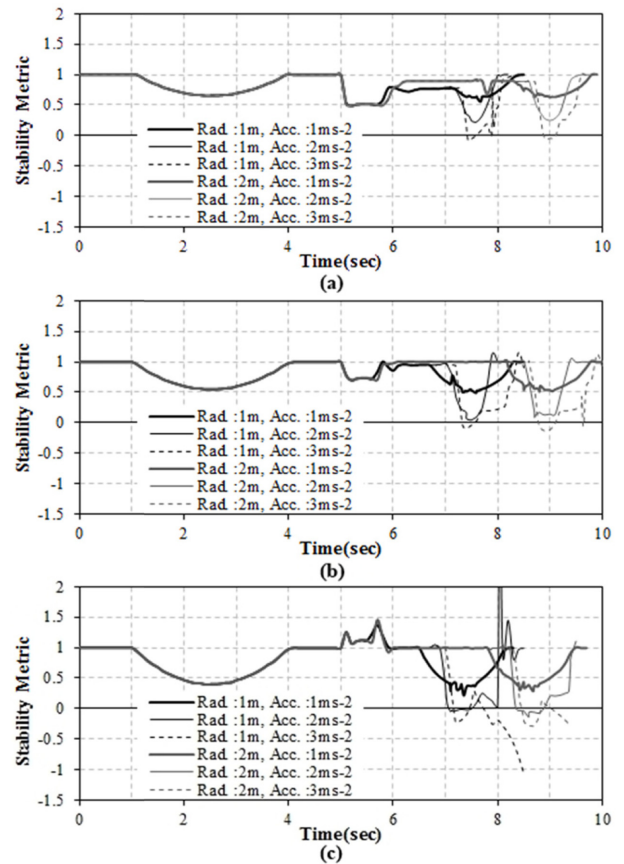 2
1.5
1
0.5
0
-0.5
-1
-1.5
Stability Metric
Rad :1m, Acc. :1ms-2
Rad :1m, Acc. :2ms-2
Rad :1m, Acc. :3ms-2
Rad :2m, Acc. :1ms-2
Rad :2m, Acc. :2ms-2
Rad :2m, Acc. :3ms-2
0 2 4 6 8 10
Time(sec)
(a)
2
1.5
1
0.5
0
-0.5
-1
-1.5
Stability Metric
Rad :1m, Acc. :1ms-2
Rad :1m, Acc. :2ms-2
Rad :1m, Acc. :3ms-2
Rad :2m, Acc. :1ms-2
Rad :2m, Acc. :2ms-2
Rad :2m, Acc. :3ms-2
0 2 4 6 8 10
Time(sec)
(b)
2
1.5
1
0.5
0
-0.5
-1
-1.5
Stability Metric
Rad :1m, Acc. :1ms-2
Rad :1m, Acc. :2ms-2
Rad :1m, Acc. :3ms-2
Rad :2m, Acc. :1ms-2
Rad :2m, Acc. :2ms-2
Rad :2m, Acc. :3ms-2
0 2 4 6 8 10
Time(sec)
(c)